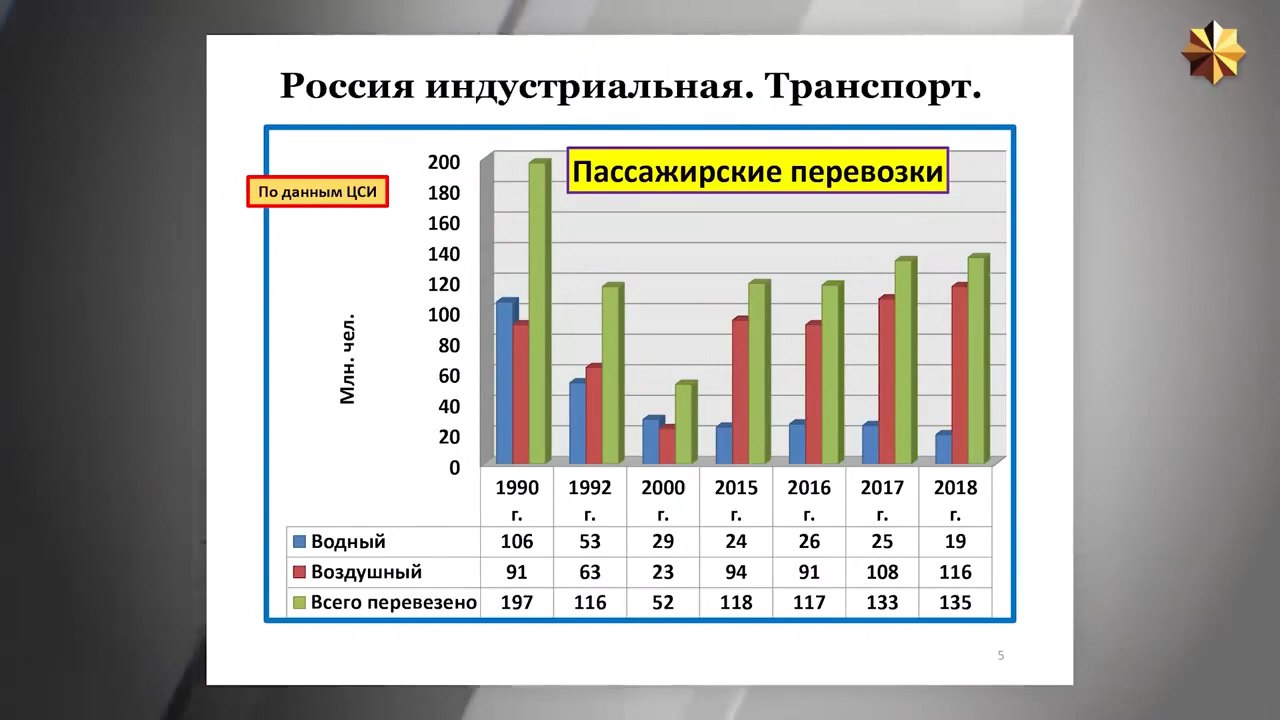 Россия индустриальная. Транспорт.
Пассажирские перевозки
По данным ЦСИ
Млн. чел.
200
180
160
140
120
100
80
60
40
20
0
1990 г. 1992 г. 2000 г. 2015 г. 2016 г. 2017 г. 2018 г.
Водный 106 53 29 24 26 25 19
Воздушный 91 63 23 94 91 108 116
Всего перевезено 197 116 52 118 117 133 135
5